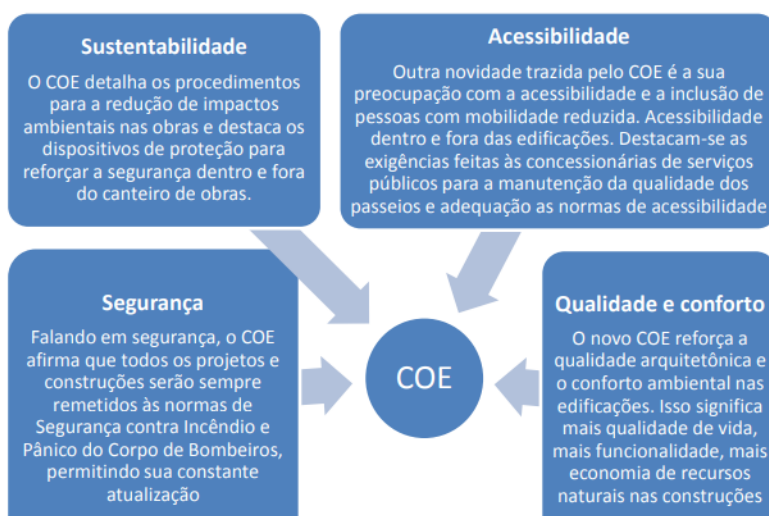 Sustentabilidade
O COE detalha os procedimentos
para a redução de impactos
ambientais nas obras e destaca os
dispositivos de proteção para
reforçar a segurança dentro e fora
do canteiro de obras.
Acessibilidade
Outra novidade trazida pelo COE é a sua
preocupação com a acessibilidade e a inclusão de
pessoas com mobilidade reduzida. Acessibilidade
dentro e fora das edificações. Destacam-se as
exigências feitas às concessionárias de serviços
públicos para a manutenção da qualidade dos
passeios e adequação as normas de acessibilidade
Segurança
Falando em segurança, o COE
afirma que todos os projetos e
construções serão sempre
remetidos às normas de
Segurança contra Incêndio e
Pânico do Corpo de Bombeiros,
permitindo sua constante
atualização
COE
Qualidade e conforto
O novo COE reforça a
qualidade arquitetônica e
o conforto ambiental nas
edificações. Isso significa
mais qualidade de vida,
mais funcionalidade, mais
economia de recursos
naturais nas construções